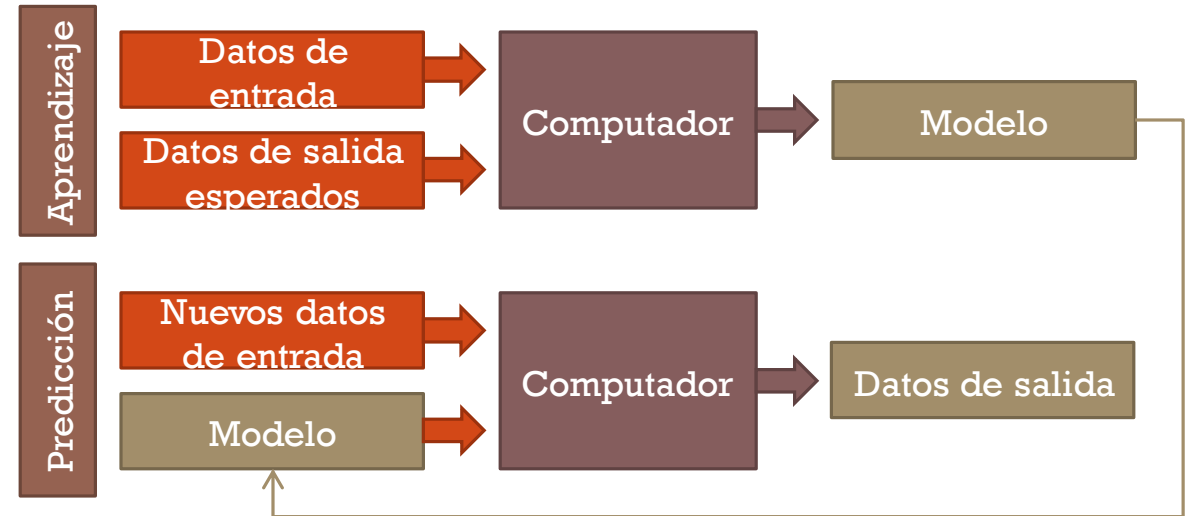 Aprendizaje
Datos de
entrada
Datos de salida
esperados
Computador
Modelo
Predicción
Nuevos datos
de entrada
Modelo
Computador
Datos de salida